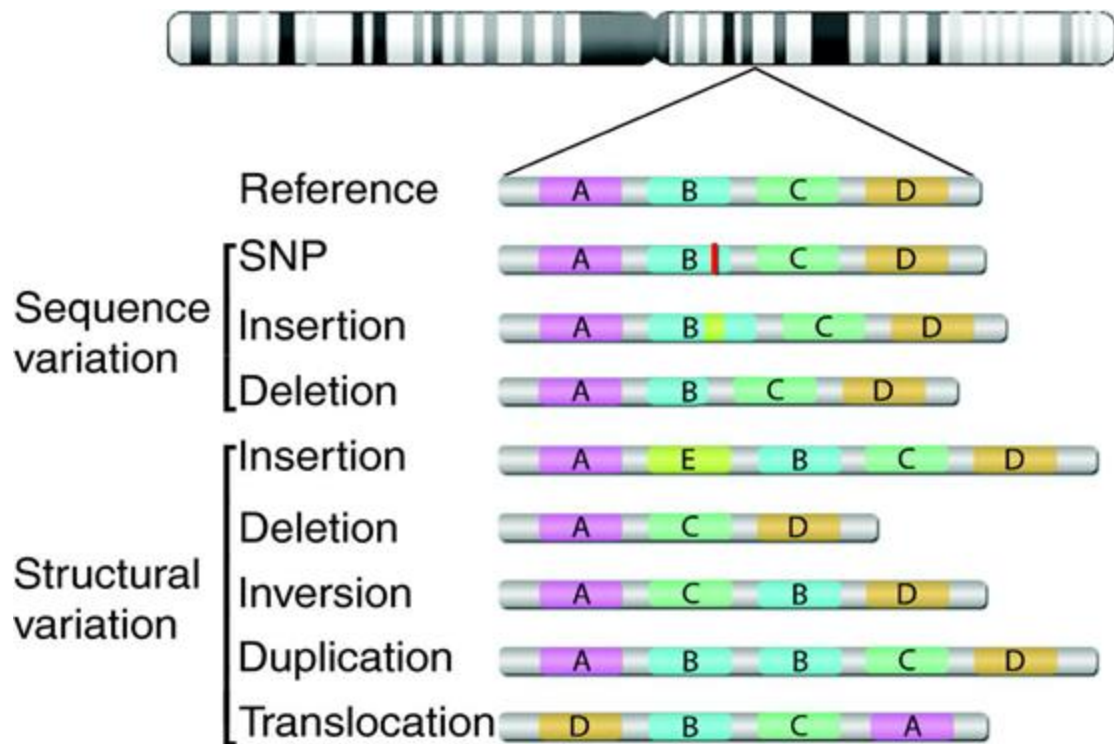 Reference
A B C D
Sequence
variation
SNP
A B C D
Insertion
A B C D
Deletion
A B C D
Structural
variation
Insertion
A E B C D
Deletion
A C D
Inversion
A C B D
Duplication
A B B C D
Translocation
D B C A